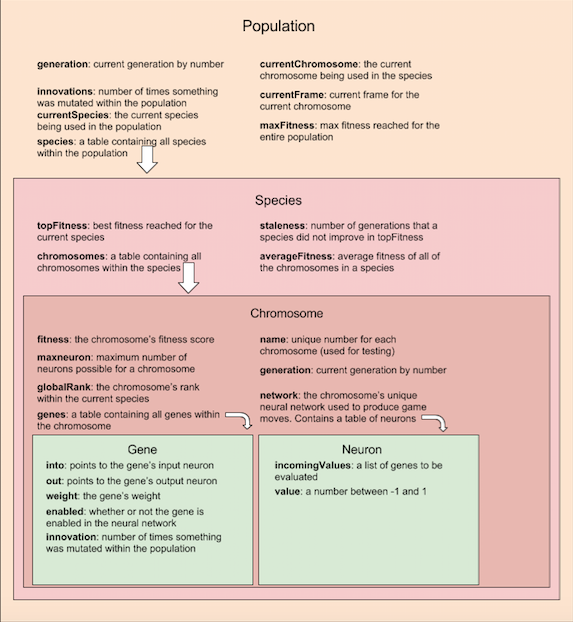 Population
generation: current generation by number
innovations: number of times something
was mutated within the population
currentSpecies: the current species
being used in the population
species: a table containing all species
within the population
currentChromosome: the current
chromosome being used in the species
currentFrame: current frame for the
current chromosome
maxFitness: max fitness reached for the
entire population
Species
topFitness: best fitness reached for the
current species
chromosomes: a table containing all
chromosomes within the species
staleness: number of generations that a
species did not improve in topFitness
averageFitness: average fitness of all of
the chromosomes in a species
Chromosome
fitness: the chromosome's fitness score
maxneuron: maximum number of
neurons possible for a chromosome
globalRank: the chromosome's rank
within the current species
genes: a table containing all genes within
the chromosome
name: unique number for each
chromosome (used for testing)
generation: current generation by number
network: the chromosome's unique
neural network used to produce game
moves. Contains a table of neurons
Gene
into: points to the gene's input neuron
out: points to the gene's output neuron
weight: the gene's weight
enabled: whether or not the gene is
enabled in the neural network
innovation: number of times something
was mutated within the population
Neuron
incomingValues: a list of genes to be
evaluated
value: a number between -1 and 1